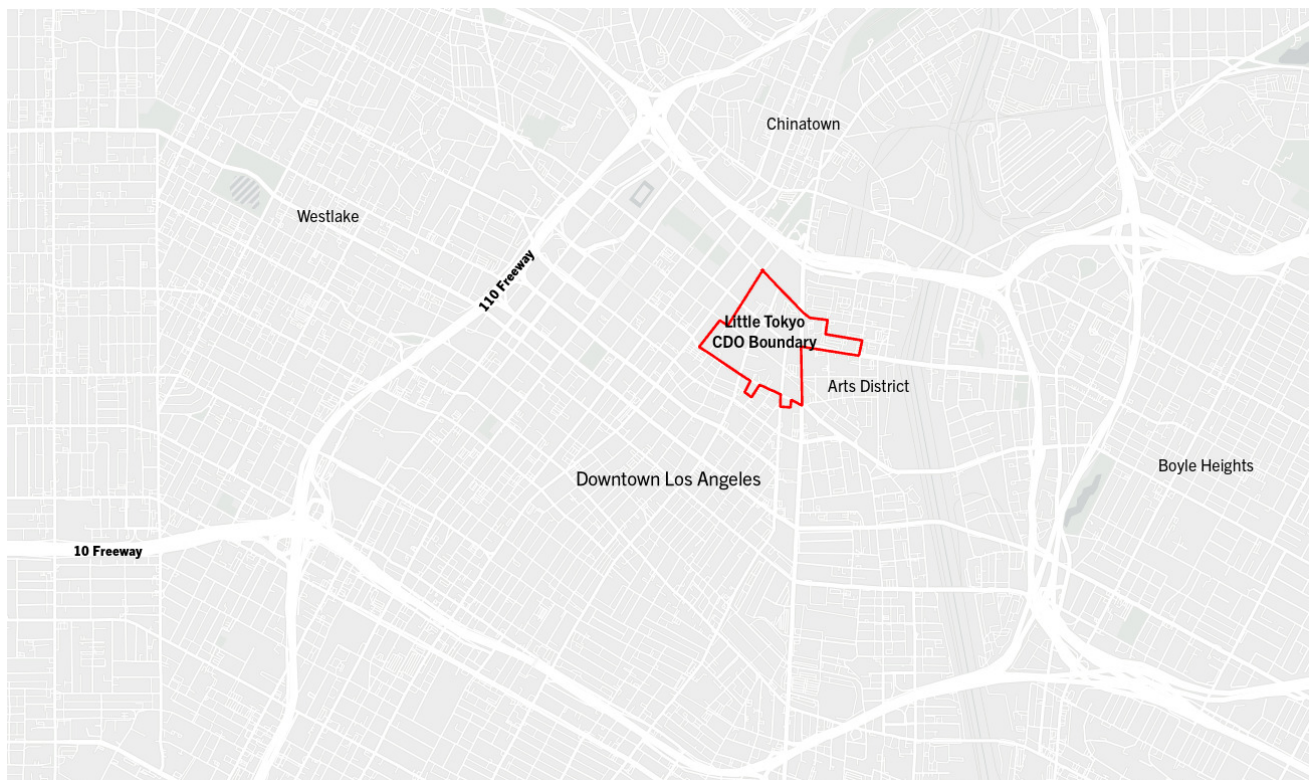 Chinatown
Westlake
110 Freeway
Little Tokyo
CDO Boundary
Arts District
Boyle Heights
Downtown Los Angeles
10 Freeway